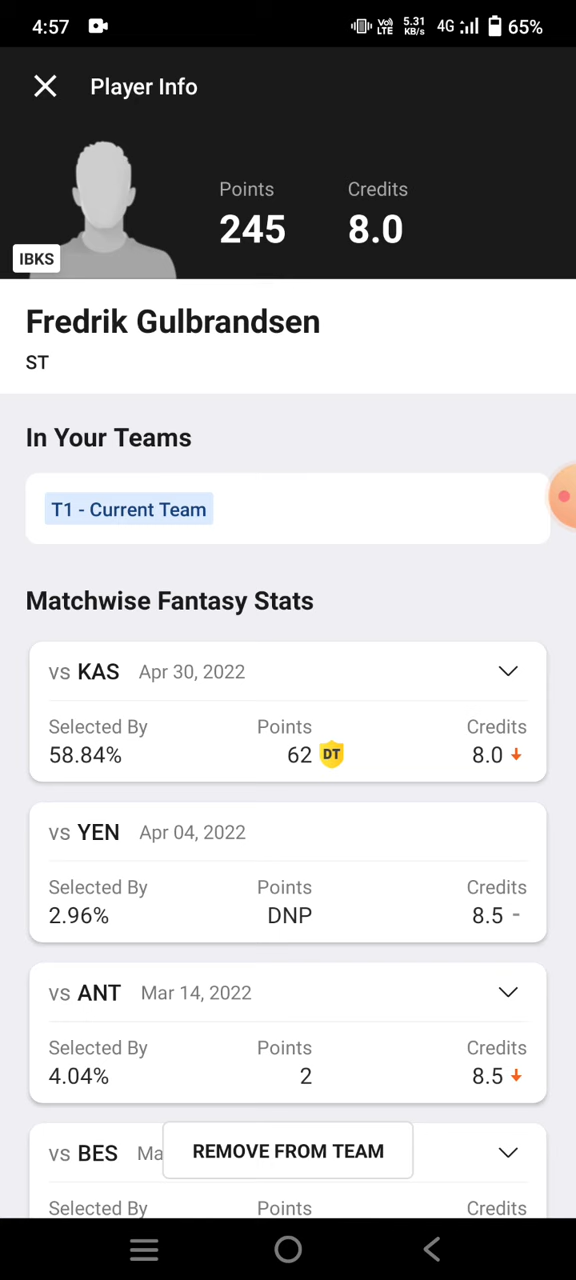 4:57 Vo) LTE 5.31 KB/s 4G 65%
Player Info
Points Credits
245 8.0
IBKS
Fredrik Gulbrandsen
ST
In Your Teams
T1 - Current Team
Matchwise Fantasy Stats
vs KAS Apr 30, 2022
Selected By Points Credits
58.84% 62 DT 8.0
vs YEN Apr 04, 2022
Selected By Points Credits
2.96% DNP 8.5 -
vs ANT Mar 14, 2022
Selected By Points Credits
4.04% 2 8.5
vs BES Ma
REMOVE FROM TEAM
Selected By Points Credits